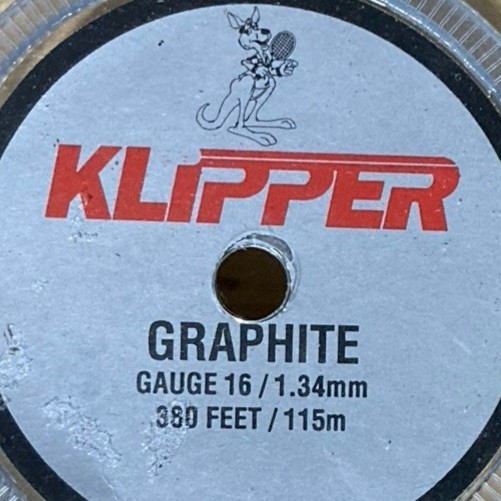 KLIPPER
GRAPHITE
GAUGE 16 / 1.34mm
380 FEET / 115m